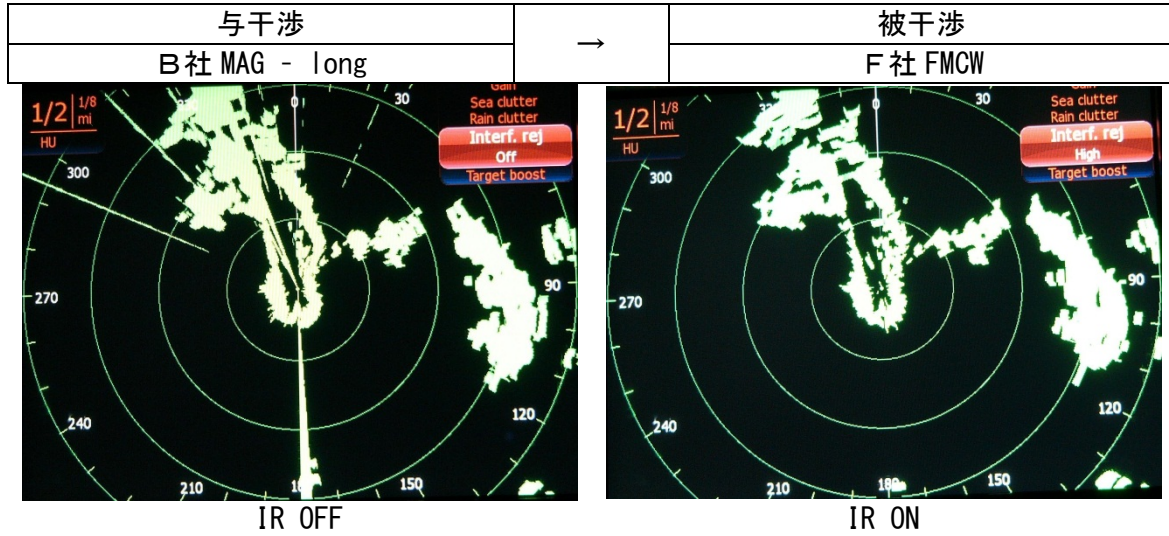 与干渉
→
被干渉
B社 MAG - long
F社 FMCW
1/2 1/8 mi
HU
0
30
Sea clutter
Rain clutter
Interf. rej
Off
Target boost
300
270
90
240
120
210
150
1/2 1/8 mi
HU
0
30
Sea clutter
Rain clutter
Interf. rej
High
Target boost
300
270
90
240
120
210
180
150
IR OFF
IR ON